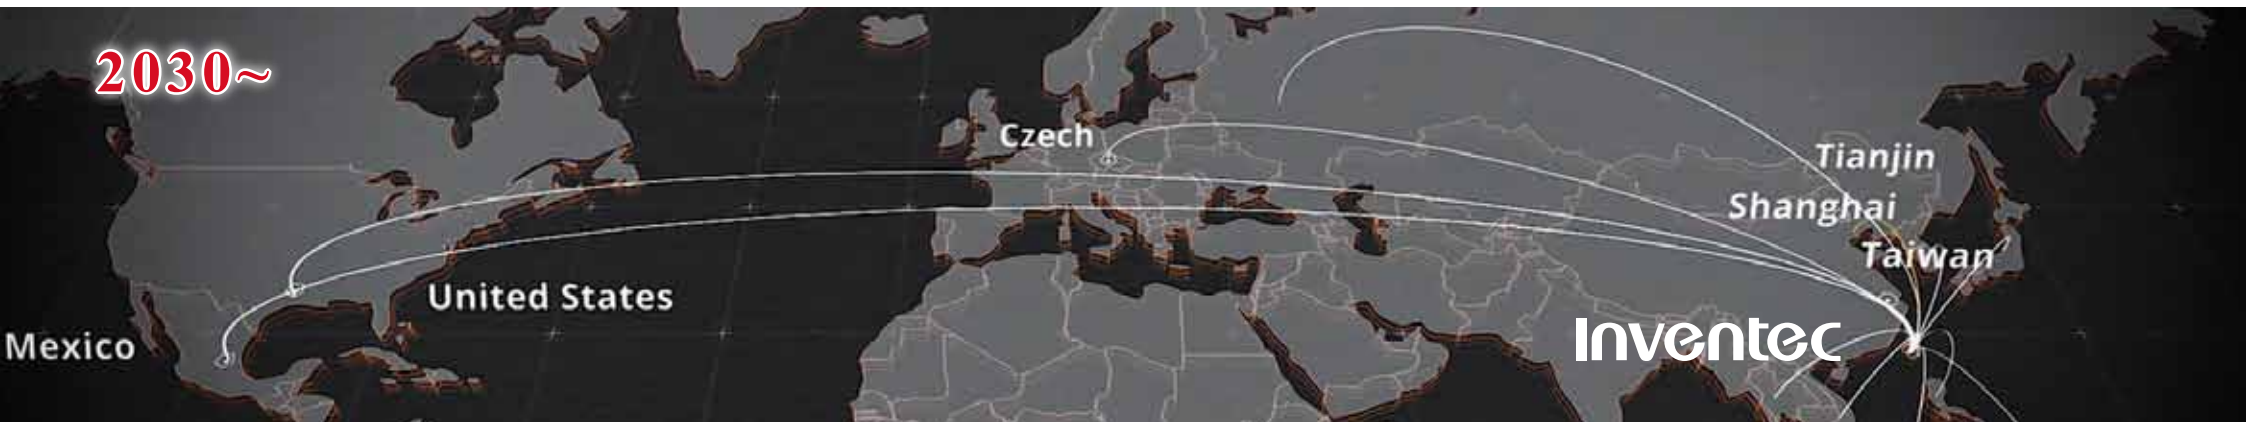 2030~
Czech
Tianjin
Shanghai
Taiwan
United States
Inventec
Mexico